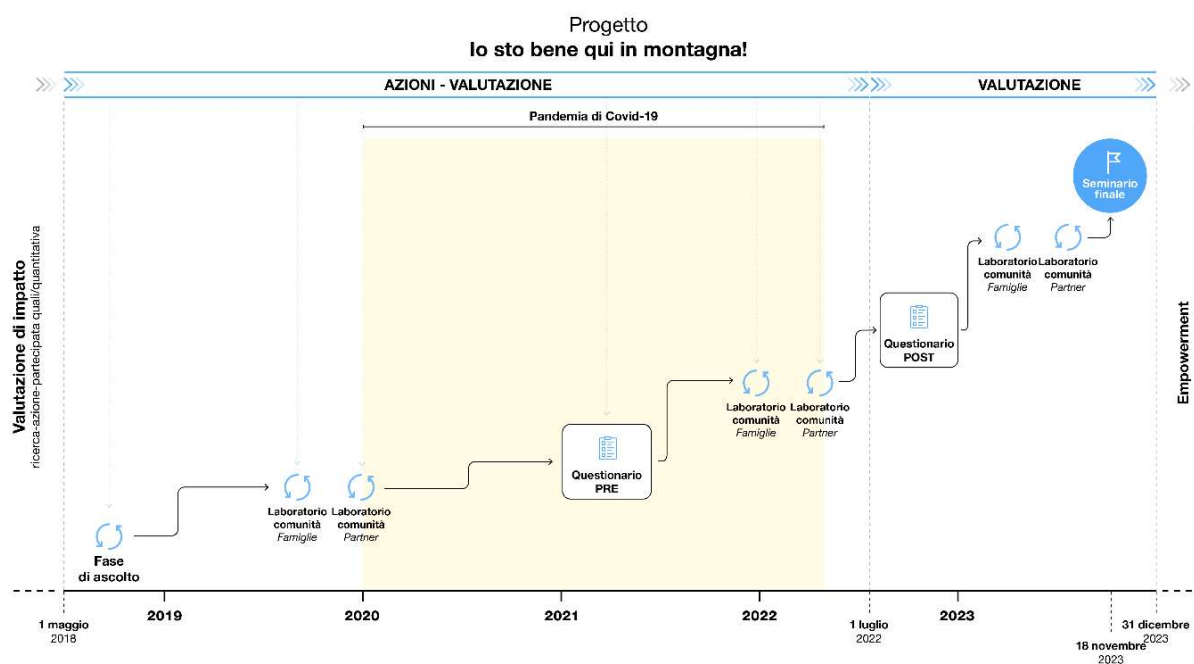 Progetto
Io sto bene qui in montagna!
AZIONI - VALUTAZIONE
VALUTAZIONE
Pandemia di Covid-19
Seminario
finale
Laboratorio
comunità
Famiglie
Laboratorio
comunità
Partner
Questionario
POST
Laboratorio
comunità
Famiglie
Laboratorio
comunità
Partner
Questionario
PRE
Laboratorio
comunità
Famiglie
Laboratorio
comunità
Partner
Fase
di ascolto
Valutazione di impatto
ricerca-azione-partecipata quali/quantitativa
Empowerment
2019
2020
2021
2022
2023
1 maggio
2018
1 luglio
2022
18 novembre
2023
31 dicembre
2023